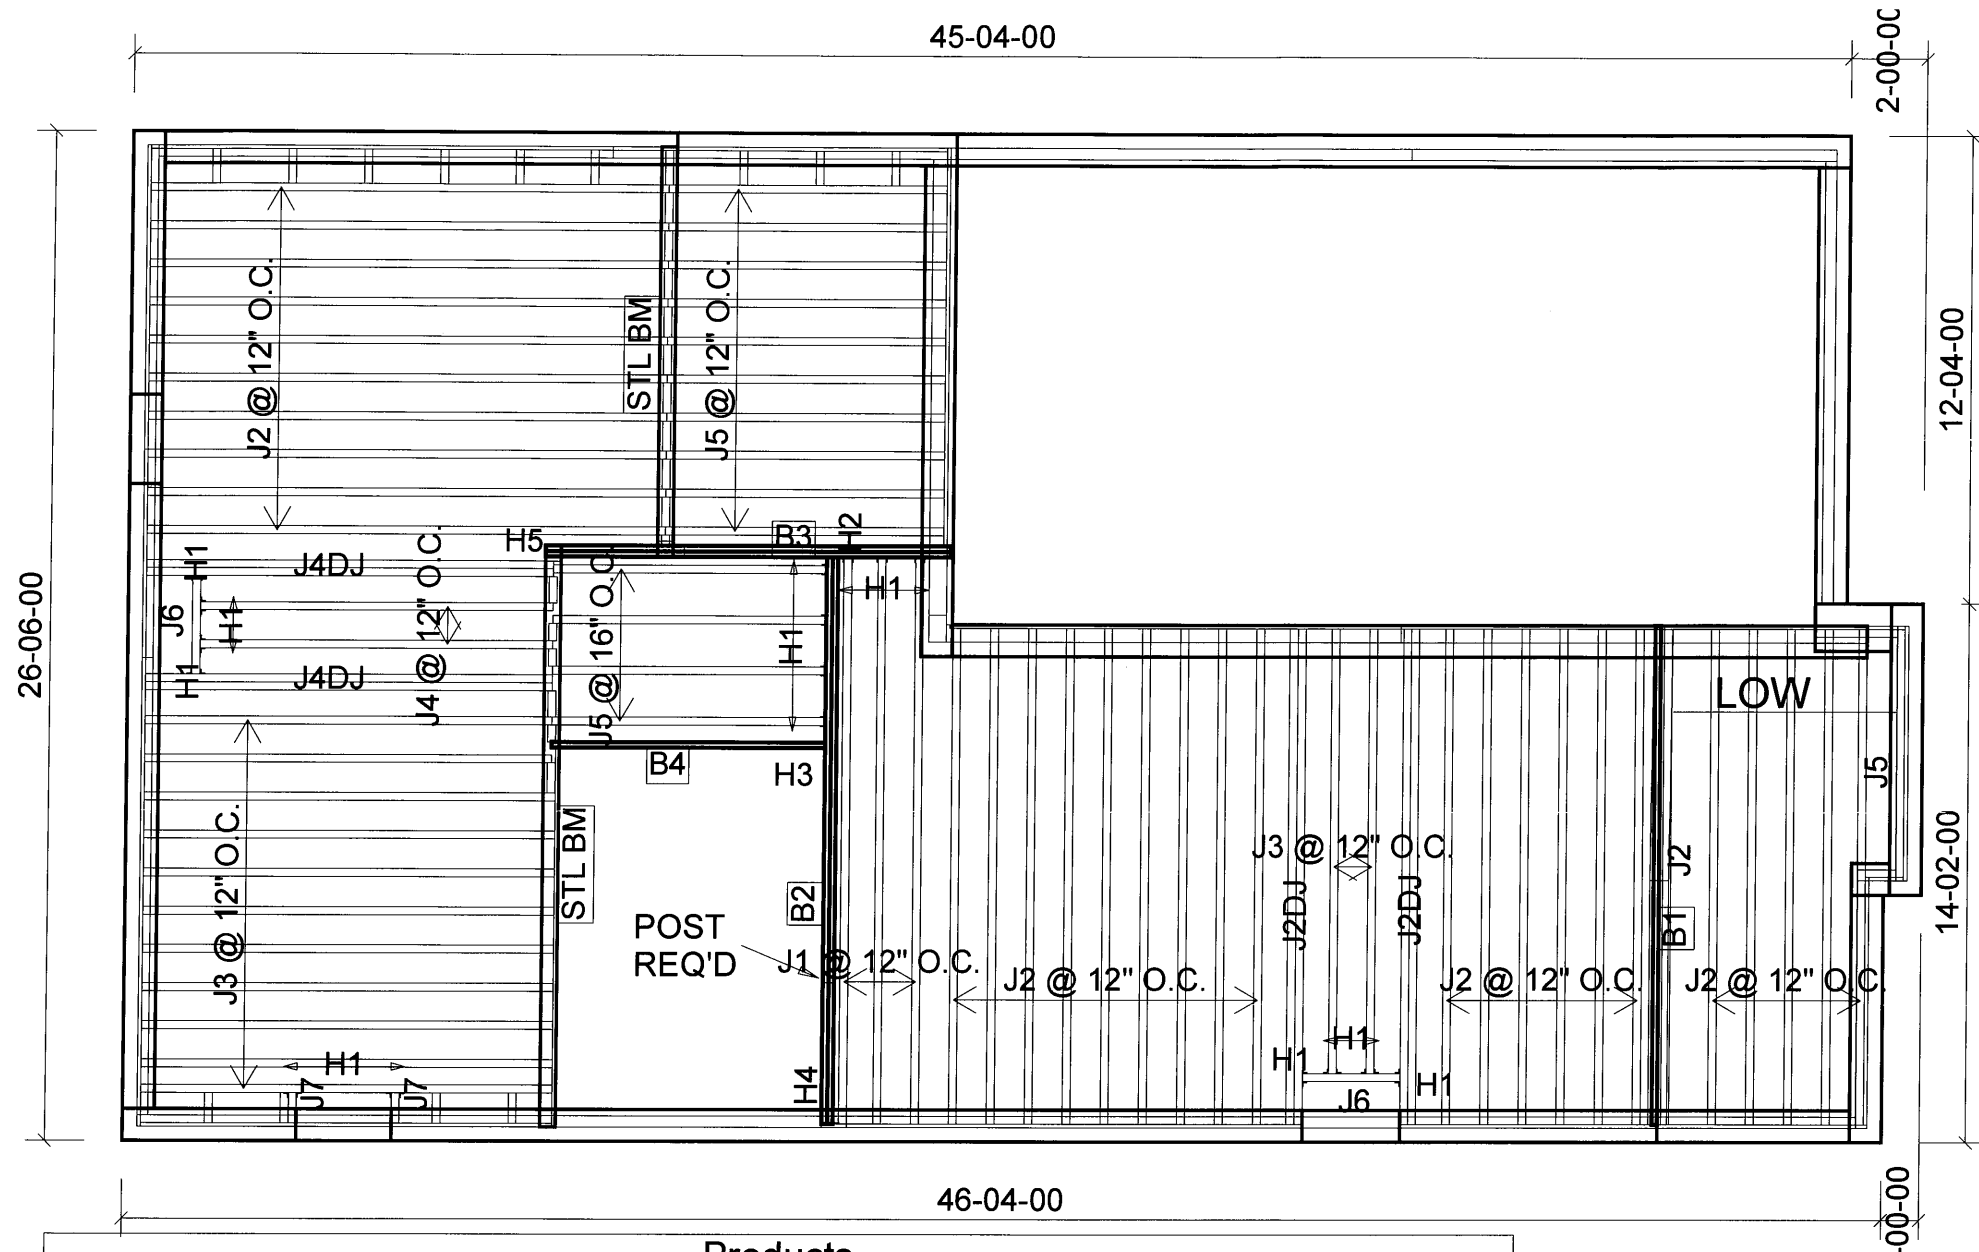 45-04-00
2-00-00
26-06-00
12-04-00
14-02-00
J2 @ 12" O.C.
STL BM
J5 @ 12" O.C.
H5
B3
H2
H1
J4DJ
J4 @ 12" O.C.
J6
H1
H1
J4DJ
J5 @ 16" O.C.
H1
H1
LOW
J5
B4
H3
J3 @ 12" O.C.
STL BM
B2
POST
REQ'D
J1 @ 12" O.C.
J2 @ 12" O.C.
J3 @ 12" O.C.
J2DJ
J2DJ
J2 @ 12" O.C.
J2
B1
J2 @ 12" O.C.
H1
J7
J7
H4
H1
H1
H1
J6
46-04-00
00-00
Products